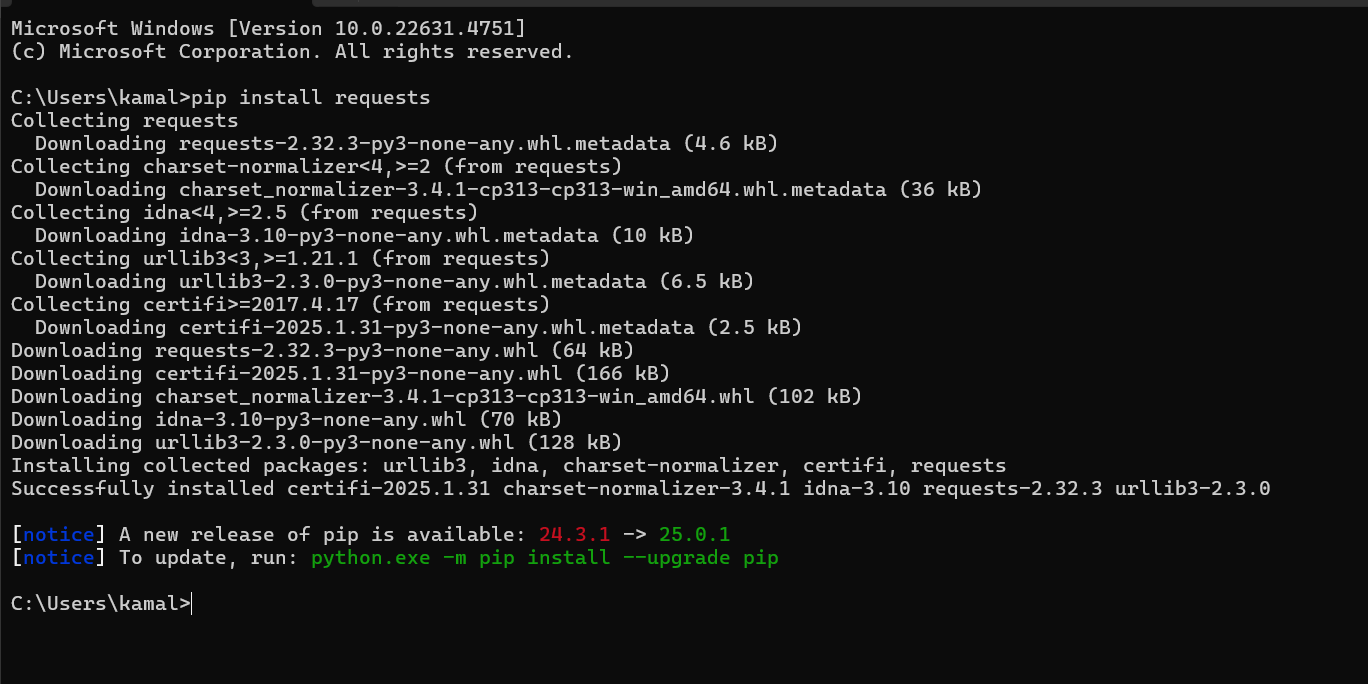 Microsoft Windows [Version 10.0.22631.4751]
(c) Microsoft Corporation. All rights reserved.
C:\Users\kamal>pip install requests
Collecting requests
  Downloading requests-2.32.3-py3-none-any.whl.metadata (4.6 kB)
Collecting charset-normalizer<4,>=2 (from requests)
  Downloading charset_normalizer-3.4.1-cp313-cp313-win_amd64.whl.metadata (36 kB)
Collecting idna<4,>=2.5 (from requests)
  Downloading idna-3.10-py3-none-any.whl.metadata (10 kB)
Collecting urllib3<3,>=1.21.1 (from requests)
  Downloading urllib3-2.3.0-py3-none-any.whl.metadata (6.5 kB)
Collecting certifi>=2017.4.17 (from requests)
  Downloading certifi-2025.1.31-py3-none-any.whl.metadata (2.5 kB)
Downloading requests-2.32.3-py3-none-any.whl (64 kB)
Downloading certifi-2025.1.31-py3-none-any.whl (166 kB)
Downloading charset_normalizer-3.4.1-cp313-cp313-win_amd64.whl (102 kB)
Downloading idna-3.10-py3-none-any.whl (70 kB)
Downloading urllib3-2.3.0-py3-none-any.whl (128 kB)
Installing collected packages: urllib3, idna, charset-normalizer, certifi, requests
Successfully installed certifi-2025.1.31 charset-normalizer-3.4.1 idna-3.10 requests-2.32.3 urllib3-2.3.0
[notice] A new release of pip is available: 24.3.1 -> 25.0.1
[notice] To update, run: python.exe -m pip install --upgrade pip
C:\Users\kamal>